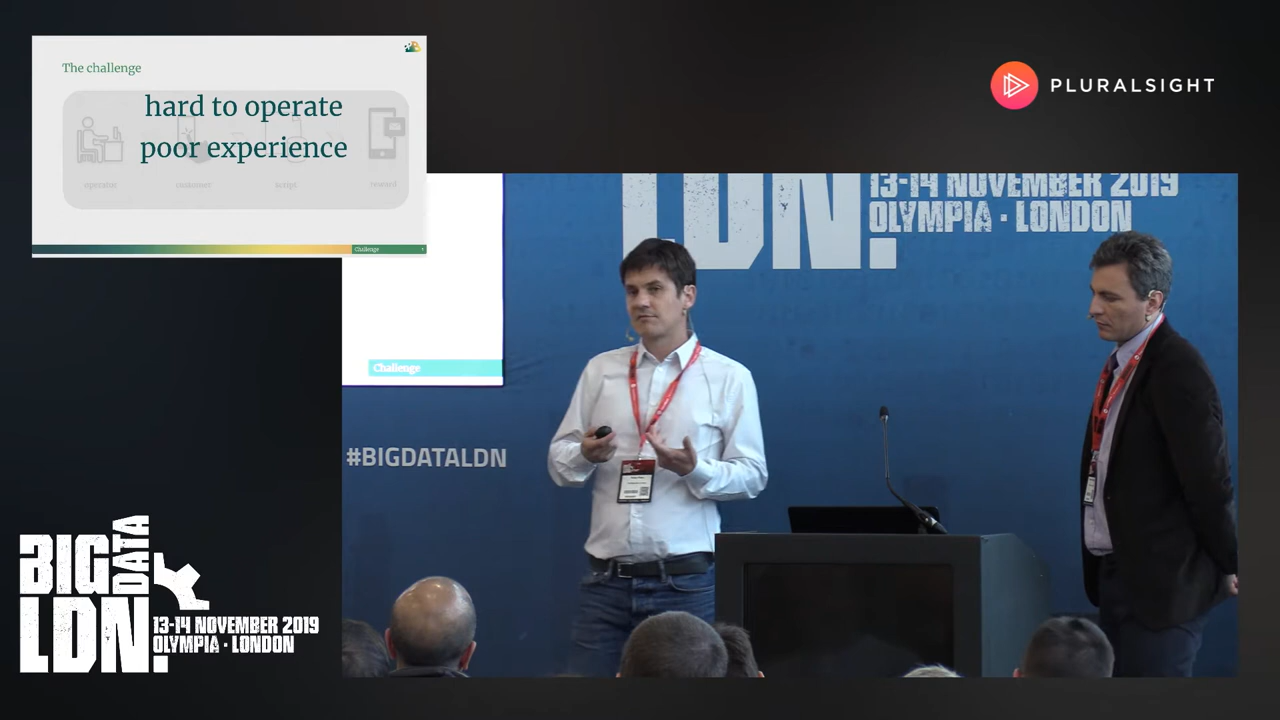 The challenge
hard to operate
poor experience
operator
customer
script
reward
Challenge
PLURALSIGHT
LDN.
13-14 NOVEMBER 2019
OLYMPIA · LONDON
Challenge
#BIGDATALDN
BIG
DATA
LDN.
13-14 NOVEMBER 2019
OLYMPIA · LONDON